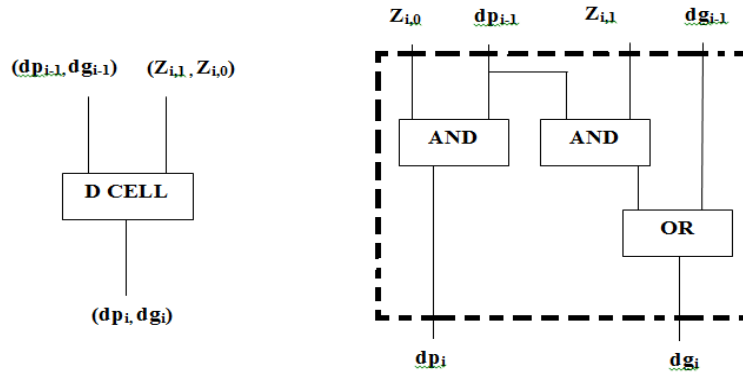 (dpi-1, dgi-1) (Zi,1 , Zi,0)
D CELL
(dpi, dgi)
Zi,0 dpi-1 Zi,1 dgi-1
AND AND
OR
dpi dgi